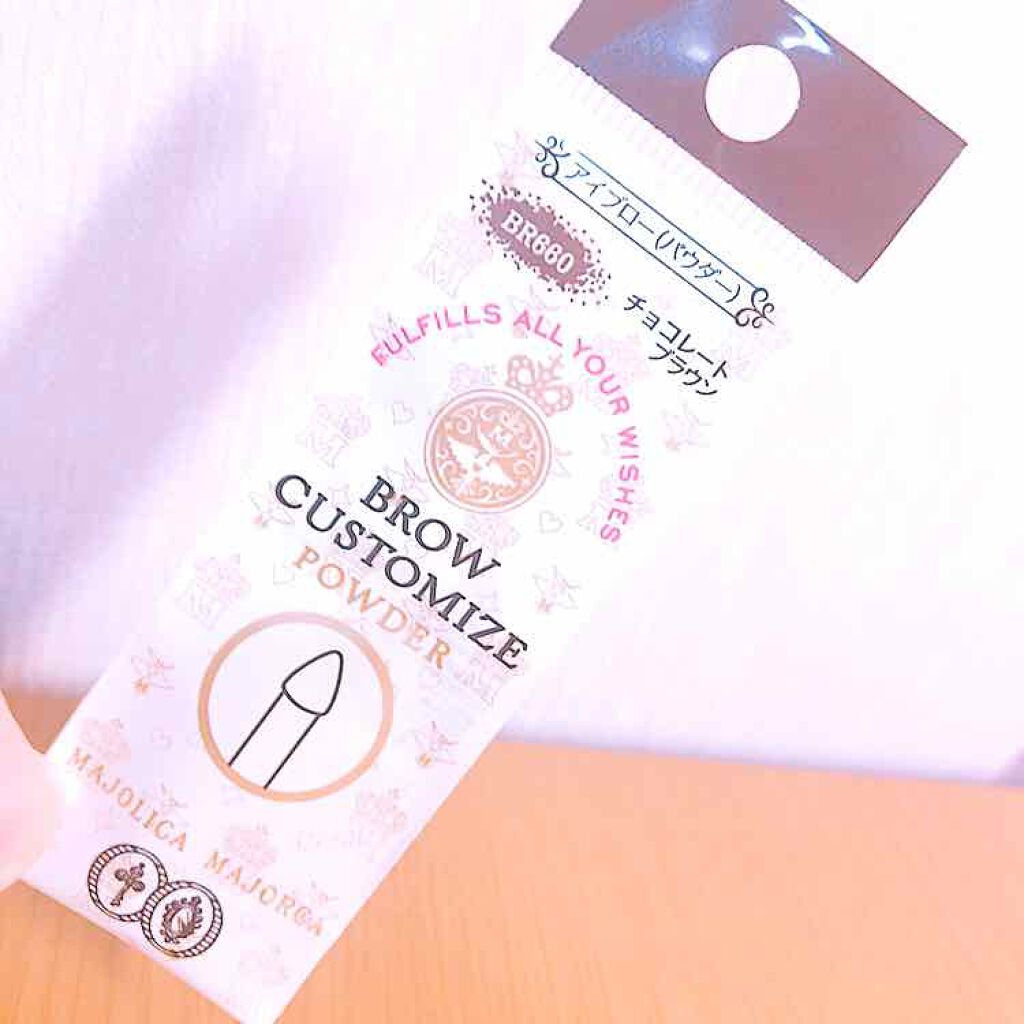 アイブロー(パウダー)
BR660
チョコレート
ブラウン
FULFILLS ALL YOUR WISHES
BROW
CUSTOMIZE
POWDER
MAJOLICA MAJORCA